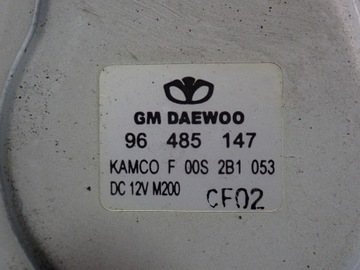 GM DAEWOO
96 485 147
KAMCO F 00S 2B1 053
DC 12V M200 CF02